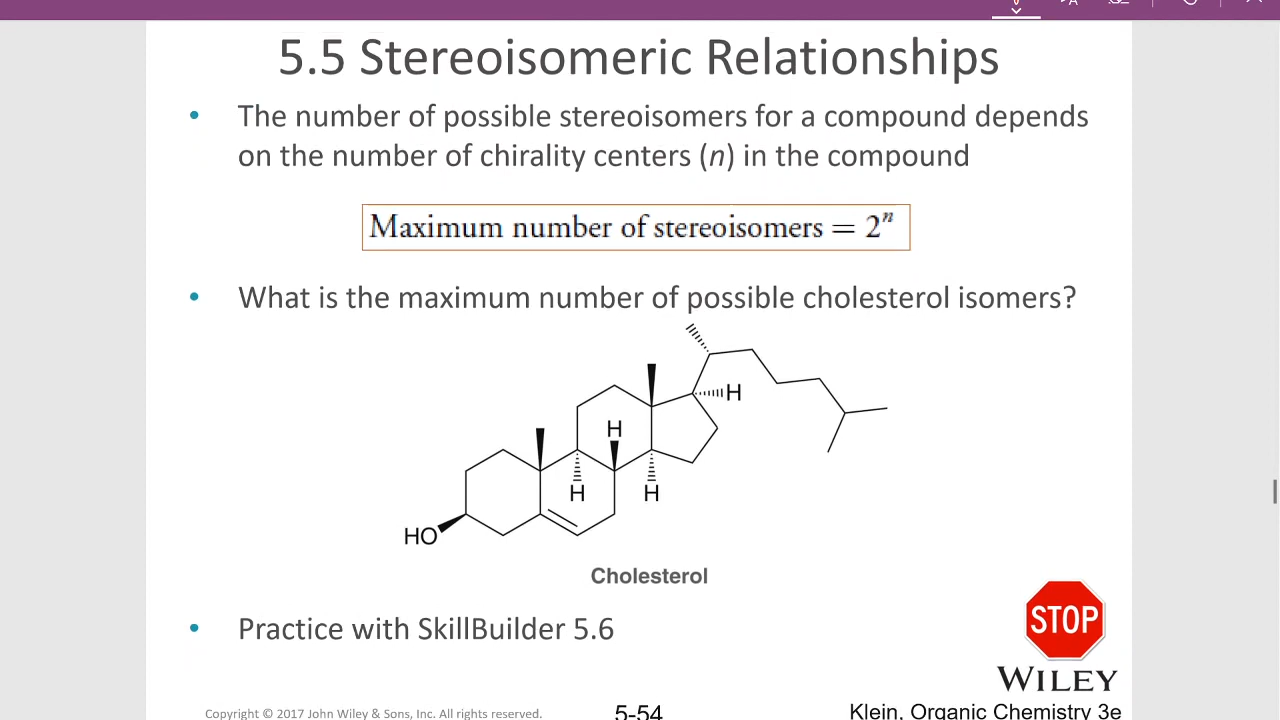 5.5 Stereoisomeric Relationships
• The number of possible stereoisomers for a compound depends
on the number of chirality centers (n) in the compound
Maximum number of stereoisomers = 2ⁿ
• What is the maximum number of possible cholesterol isomers?
H
H
H
H
HO
Cholesterol
• Practice with SkillBuilder 5.6
STOP
WILEY
Copyright © 2017 John Wiley & Sons, Inc. All rights reserved.
5-54
Klein, Organic Chemistry 3e